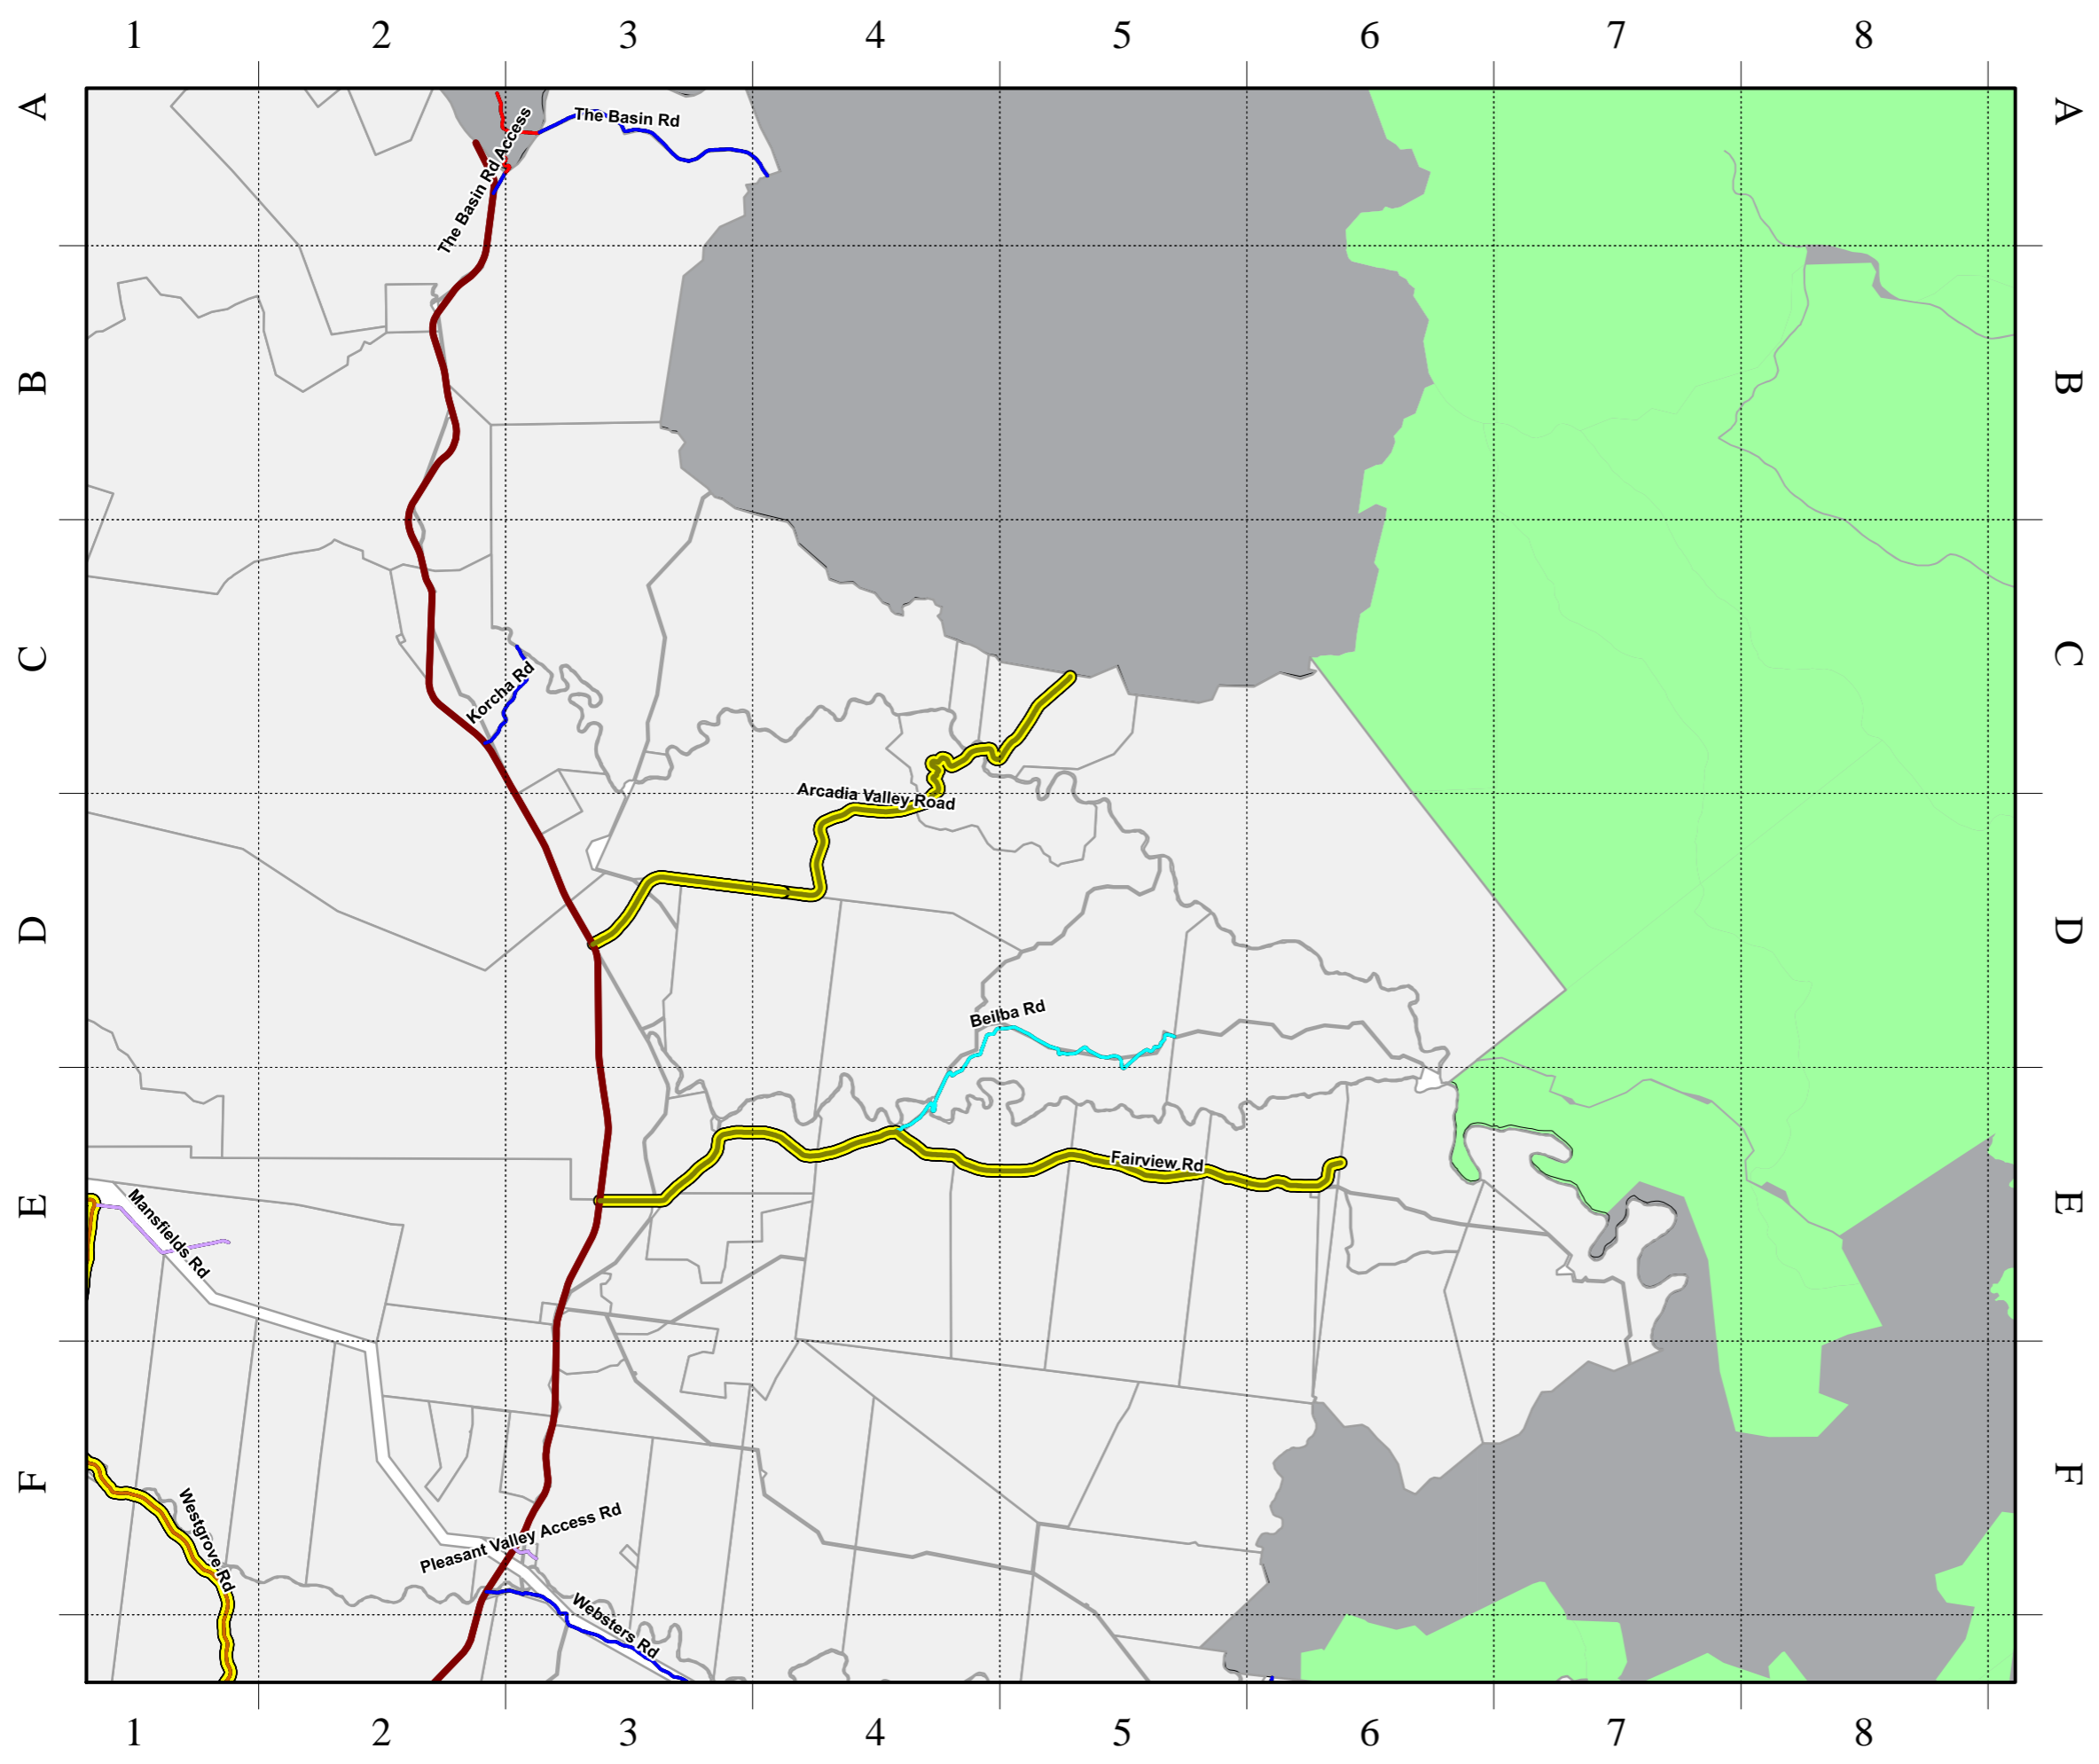 1 2 3 4 5 6 7 8
A A
The Basin Rd
The Basin Rd Access
B B
C C
Korcha Rd
Arcadia Valley Road
D D
Beilba Rd
Fairview Rd
E E
Mansfields Rd
F F
Westgrove Rd
Pleasant Valley Access Rd
Websters Rd
1 2 3 4 5 6 7 8